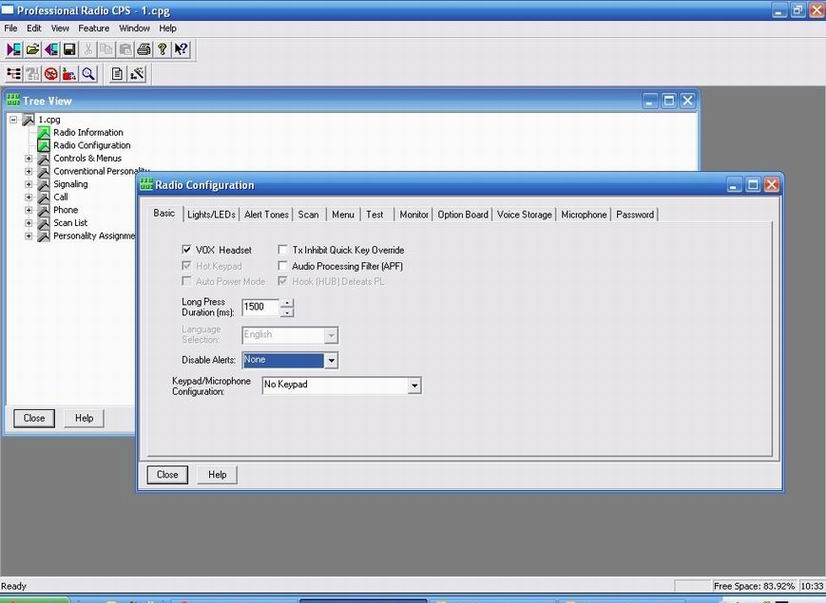 Professional Radio CPS - 1.cpg
File Edit View Feature Window Help
Tree View
1.cpg
Radio Information
Radio Configuration
Controls & Menus
Conventional Personality
Signaling
Call
Phone
Scan List
Personality Assignme
Close Help
Radio Configuration
Basic Lights/LEDs Alert Tones Scan Menu Test Monitor Option Board Voice Storage Microphone Password
VOX Headset Tx Inhibit Quick Key Override
Hot Keypad Audio Processing Filter (APF)
Auto Power Mode Hook (HUB) Defeats PL
Long Press
Duration (ms): 1500
Language
Selection: English
Disable Alerts: None
Keypad/Microphone
Configuration: No Keypad
Close Help
Ready Free Space: 83.92% 10:33